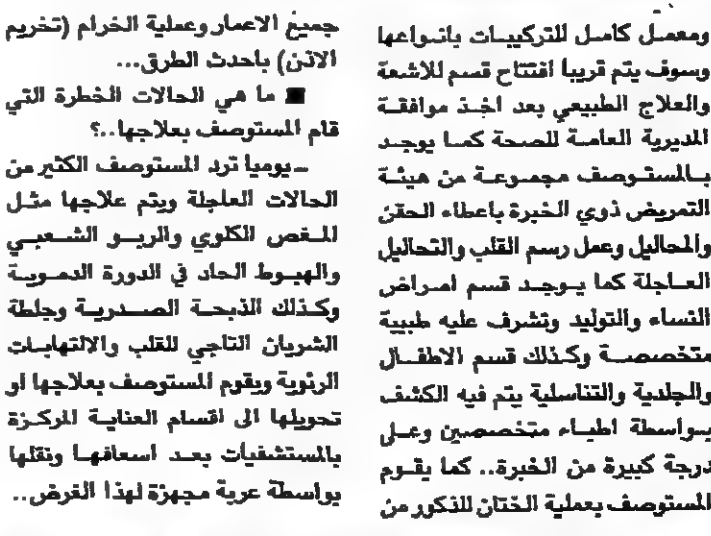 ومعمل كامل للتركيبات بانواعها
وسوف يتم قريبا افتتاح قسم للاشعة
والعلاج الطبيعي بعد اخذ موافقة
المديرية العامة للصحة كما يوجد
بالمستوصف مجموعة من هيئة
التمريض ذوي الخبرة باعطاء الحقن
والمحاليل وعمل رسم القلب والتحاليل
العاجلة كما يوجد قسم امراض
النساء والتوليد وتشرف عليه طبيبة
متخصصة وكذلك قسم الاطفال
والجلدية والتناسلية يتم فيه الكشف
بواسطة اطباء متخصصين وعلى
درجة كبيرة من الخبرة.. كما يقوم
المستوصف بعملية الختان للذكور من
جميع الاعمار وعملية الخرام (تخريم
الاذن) باحدث الطرق...
■ ما هي الحالات الخطرة التي
قام المستوصف بعلاجها..؟
ـ يوميا ترد للمستوصف الكثير من
الحالات العاجلة ويتم علاجها مثل
المغص الكلوي والربو الشعبي
والهبوط الحاد في الدورة الدموية
وكذلك الذبحة الصدرية وجلطة
الشريان التاجي للقلب والالتهابات
الرئوية ويقوم المستوصف بعلاجها او
تحويلها الى اقسام العناية المركزة
بالمستشفيات بعد اسعافها ونقلها
بواسطة عربة مجهزة لهذا الغرض..